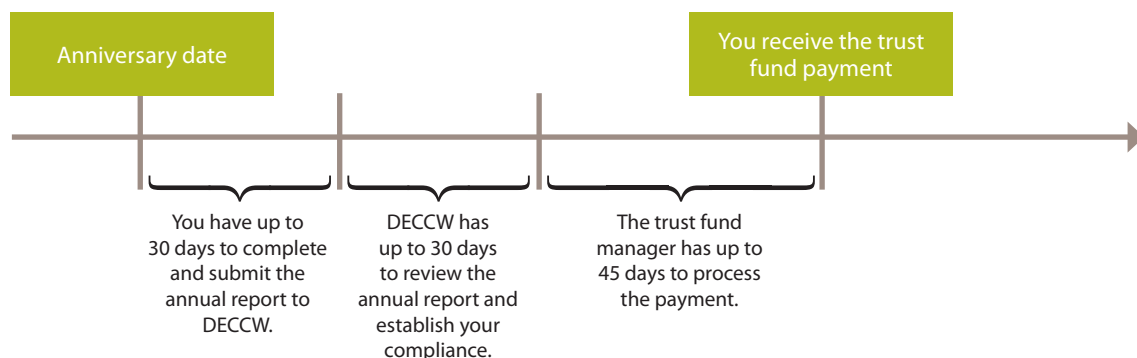 Anniversary date
You receive the trust
fund payment
You have up to
30 days to complete
and submit the
annual report to
DECCW.
DECCW has
up to 30 days
to review the
annual report and
establish your
compliance.
The trust fund
manager has up to
45 days to process
the payment.